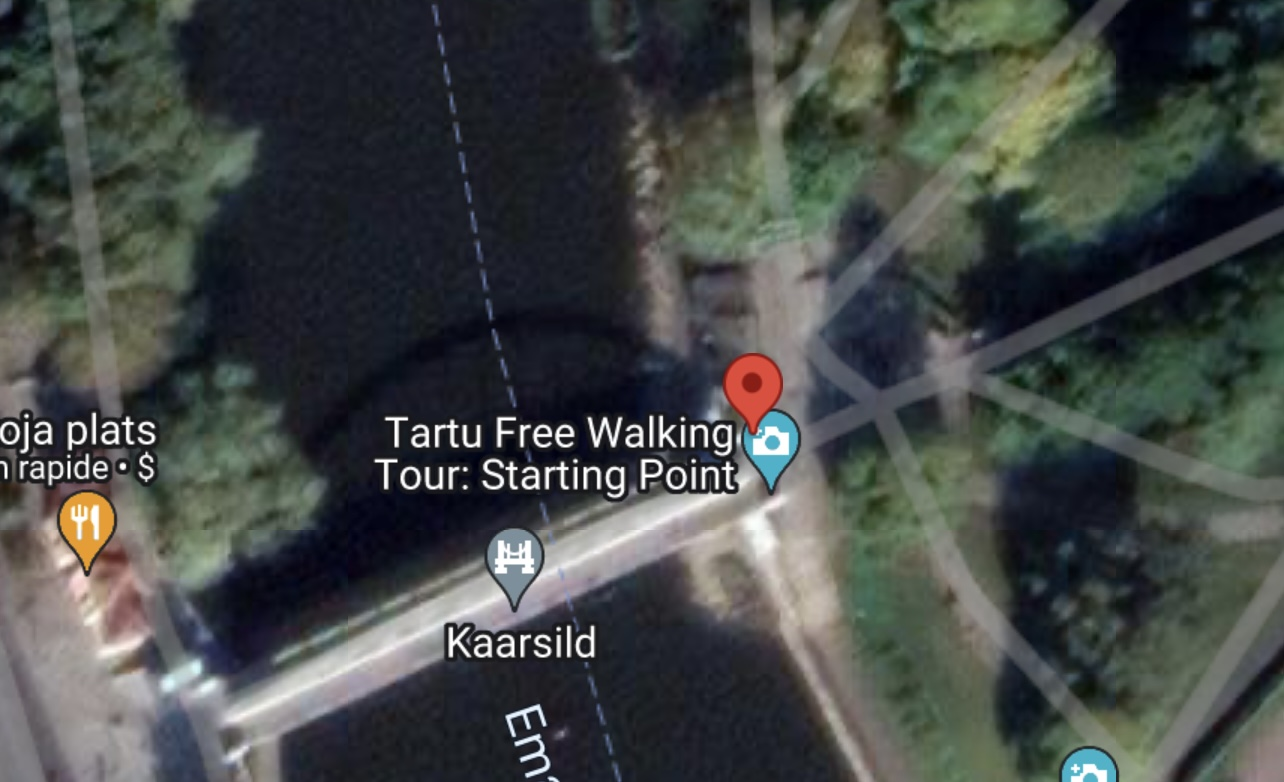 oja plats
rapide • $
Tartu Free Walking
Tour: Starting Point
Kaarsild